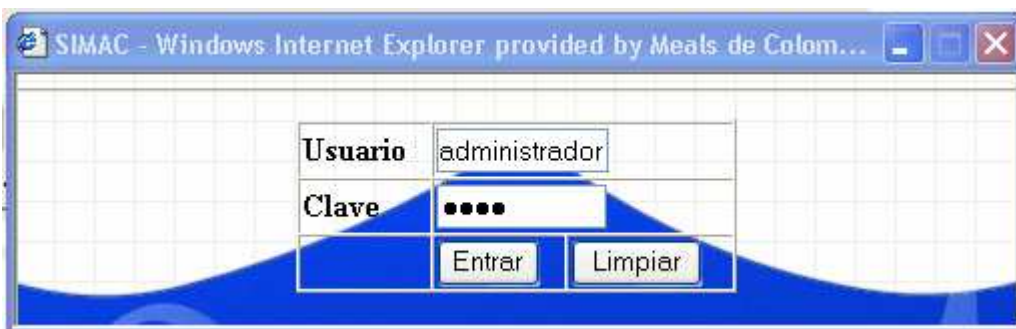 SIMAC - Windows Internet Explorer provided by Meals de Colom...
Usuario administrador
Clave ••••
Entrar Limpiar